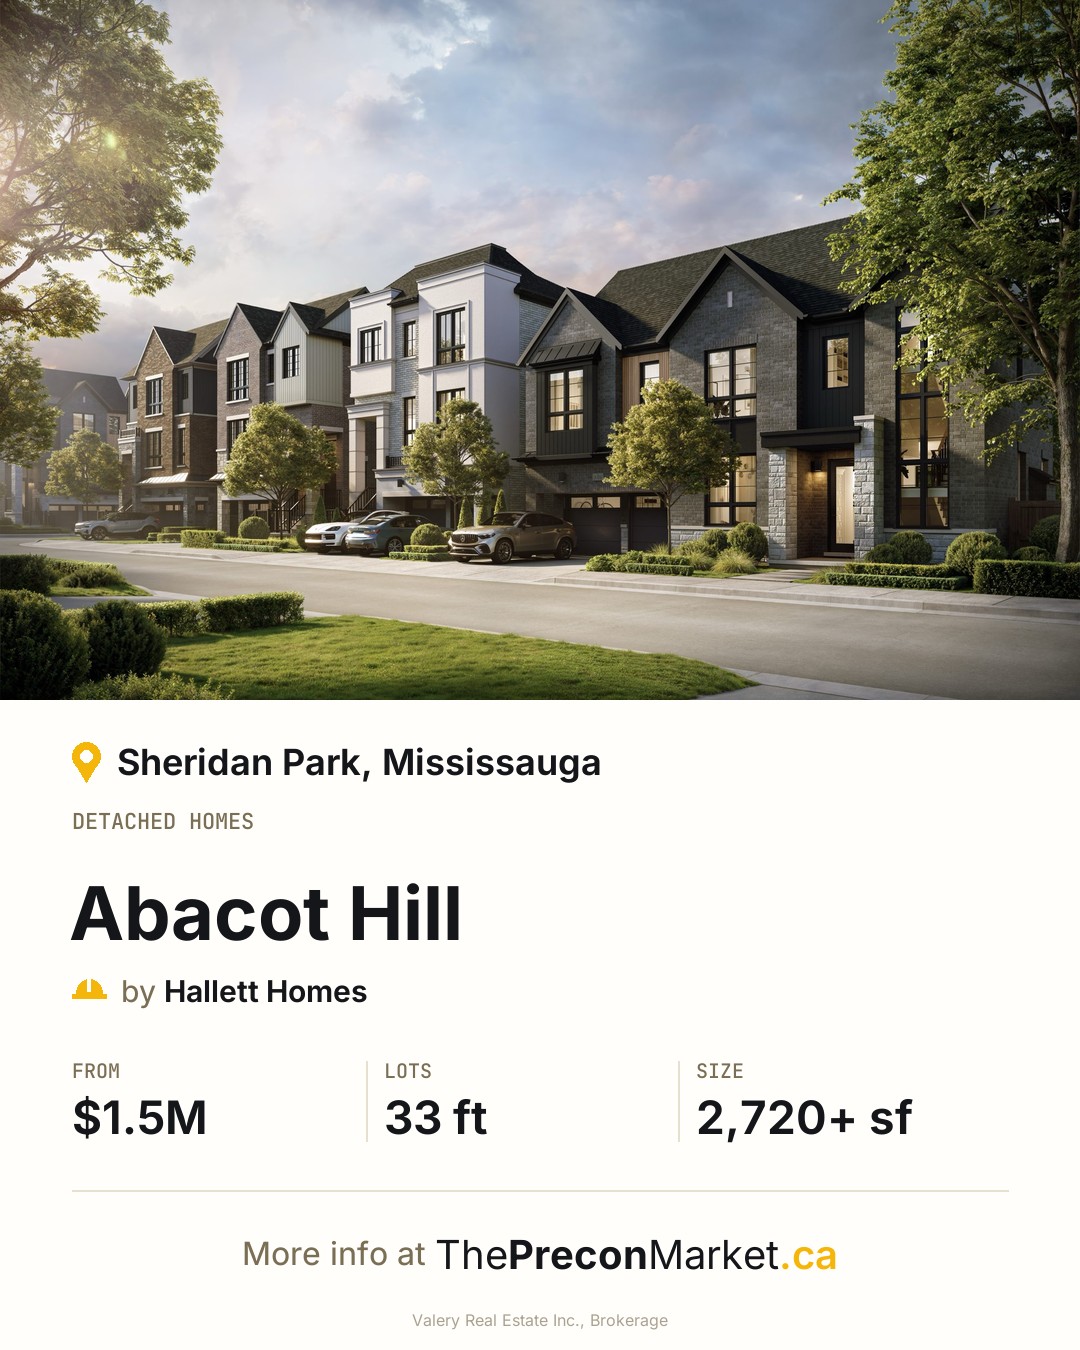 Sheridan Park, Mississauga
DETACHED HOMES
Abacot Hill
by Hallett Homes
FROM
$1.5M
LOTS
33 ft
SIZE
2,720+ sf
More info at ThePreconMarket.ca
Valery Real Estate Inc., Brokerage